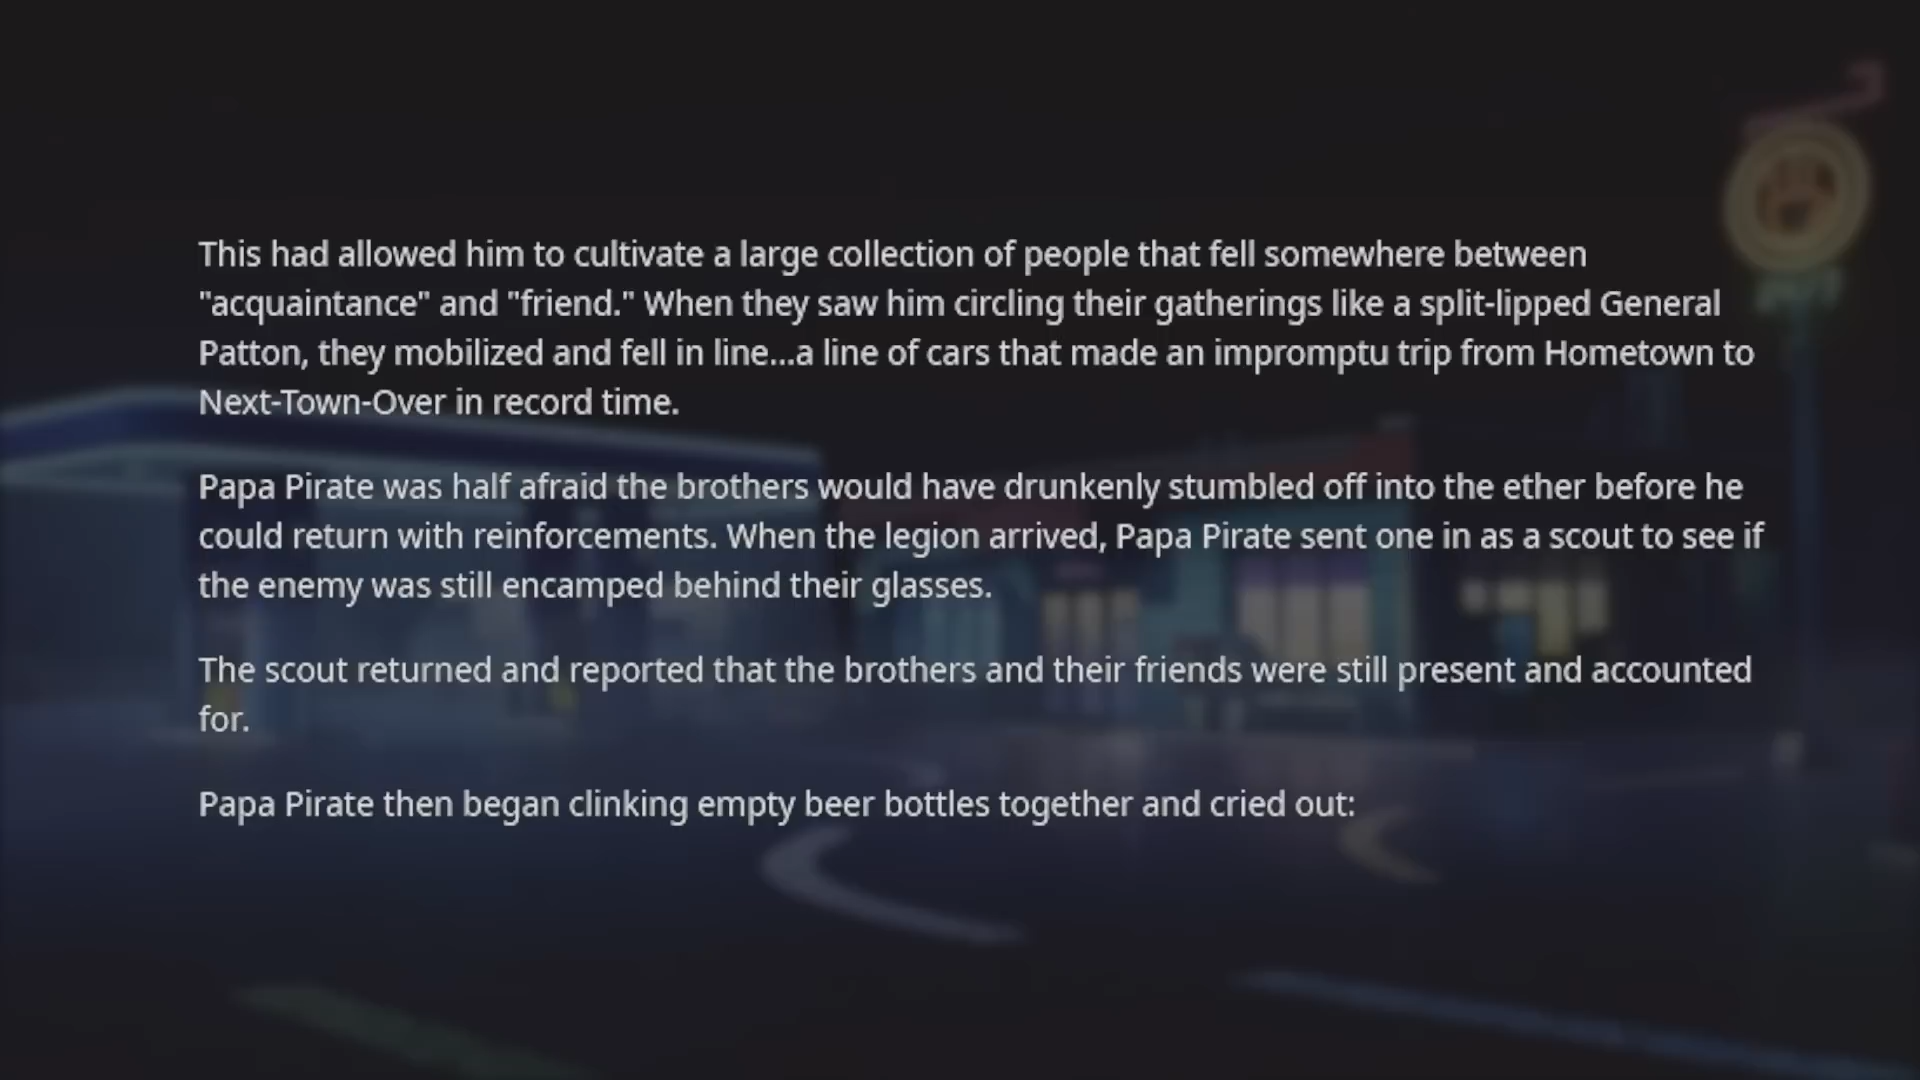 This had allowed him to cultivate a large collection of people that fell somewhere between
"acquaintance" and "friend." When they saw him circling their gatherings like a split-lipped General
Patton, they mobilized and fell in line...a line of cars that made an impromptu trip from Hometown to
Next-Town-Over in record time.
Papa Pirate was half afraid the brothers would have drunkenly stumbled off into the ether before he
could return with reinforcements. When the legion arrived, Papa Pirate sent one in as a scout to see if
the enemy was still encamped behind their glasses.
The scout returned and reported that the brothers and their friends were still present and accounted
for.
Papa Pirate then began clinking empty beer bottles together and cried out: